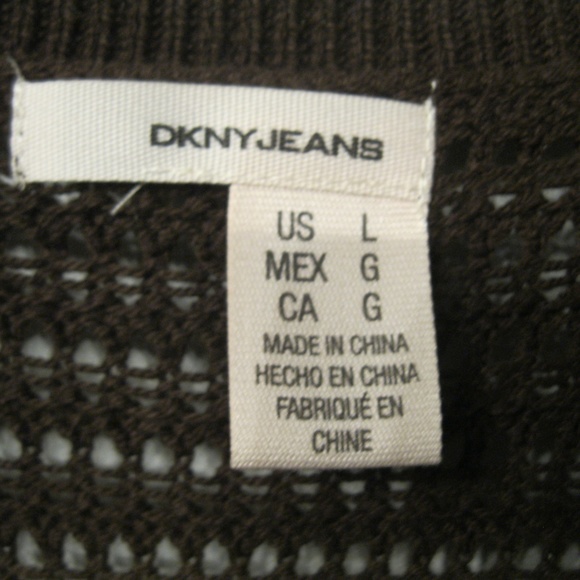 DKNYJEANS
US L
MEX G
CA G
MADE IN CHINA
HECHO EN CHINA
FABRIQUÉ EN
CHINE